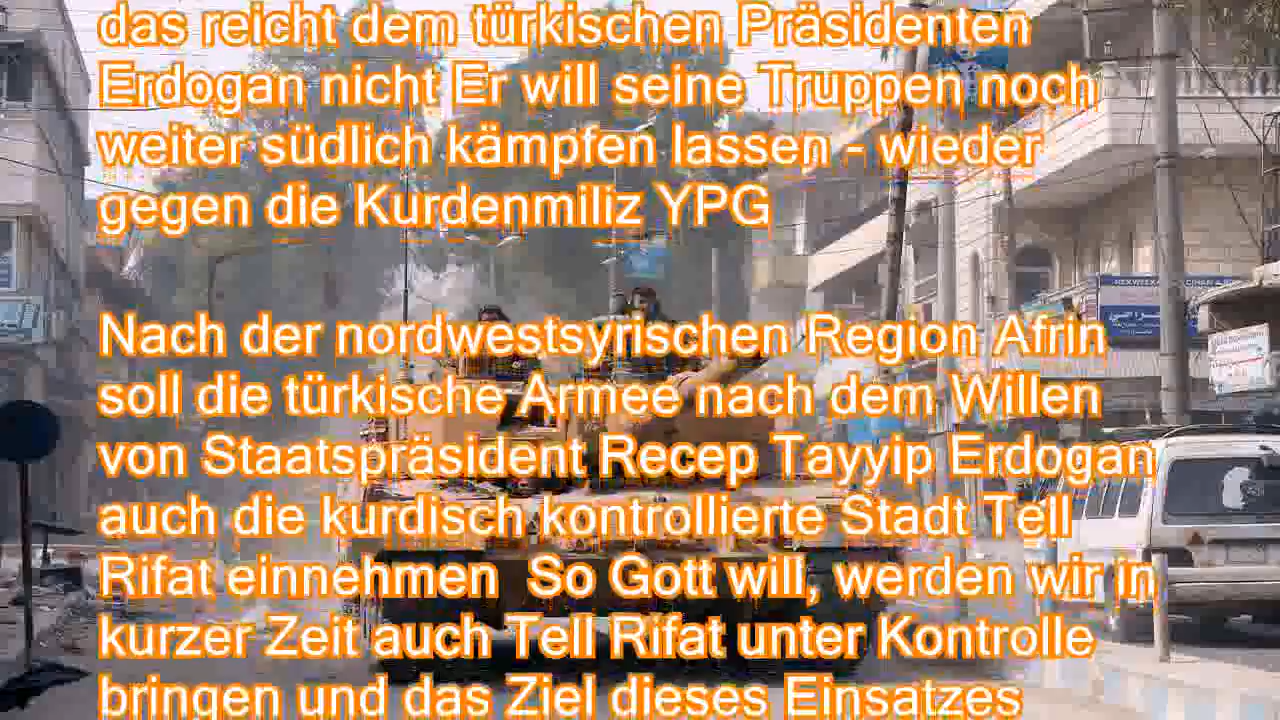 das reicht dem türkischen Präsidenten
Erdogan nicht Er will seine Truppen noch
weiter südlich kämpfen lassen - wieder
gegen die Kurdenmiliz YPG
Nach der nordwestsyrischen Region Afrin
soll die türkische Armee nach dem Willen
von Staatspräsident Recep Tayyip Erdogan
auch die kurdisch kontrollierte Stadt Tell
Rifat einnehmen  So Gott will, werden wir in
kurzer Zeit auch Tell Rifat unter Kontrolle
bringen und das Ziel dieses Einsatzes